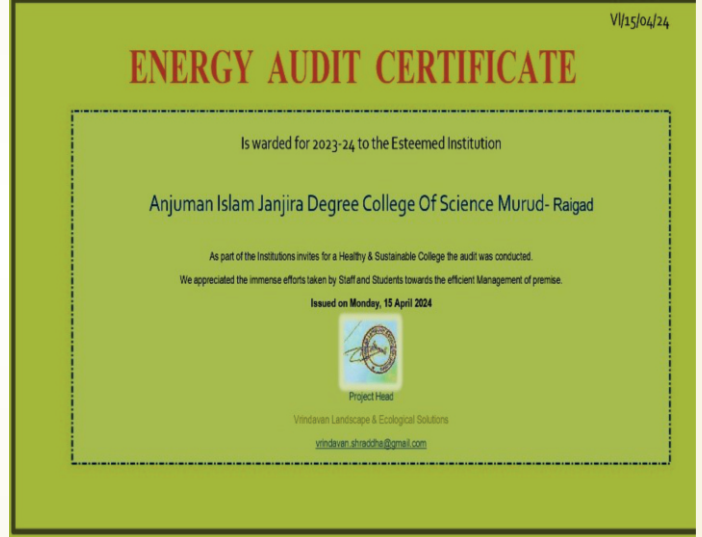 Vl/15/04/24
ENERGY AUDIT CERTIFICATE
Is warded for 2023-24 to the Esteemed Institution
Anjuman Islam Janjira Degree College Of Science Murud- Raigad
As part of the Institutions invites for a Healthy & Sustainable College the audit was conducted.
We appreciated the immense efforts taken by Staff and Students towards the efficient Management of premise.
Issued on Monday, 15 April 2024
Project Head
Vrindavan Landscape & Ecological Solutions
vrindavan.shraddha@gmail.com